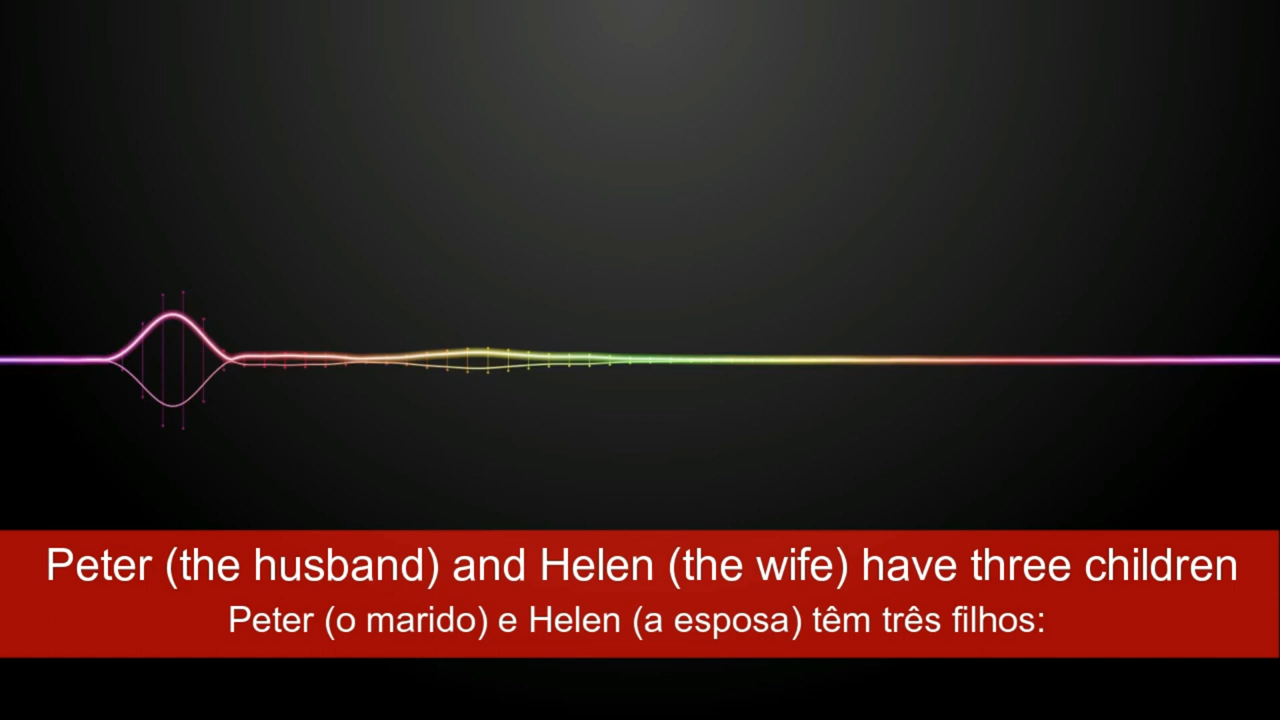 Peter (the husband) and Helen (the wife) have three children
Peter (o marido) e Helen (a esposa) têm três filhos: